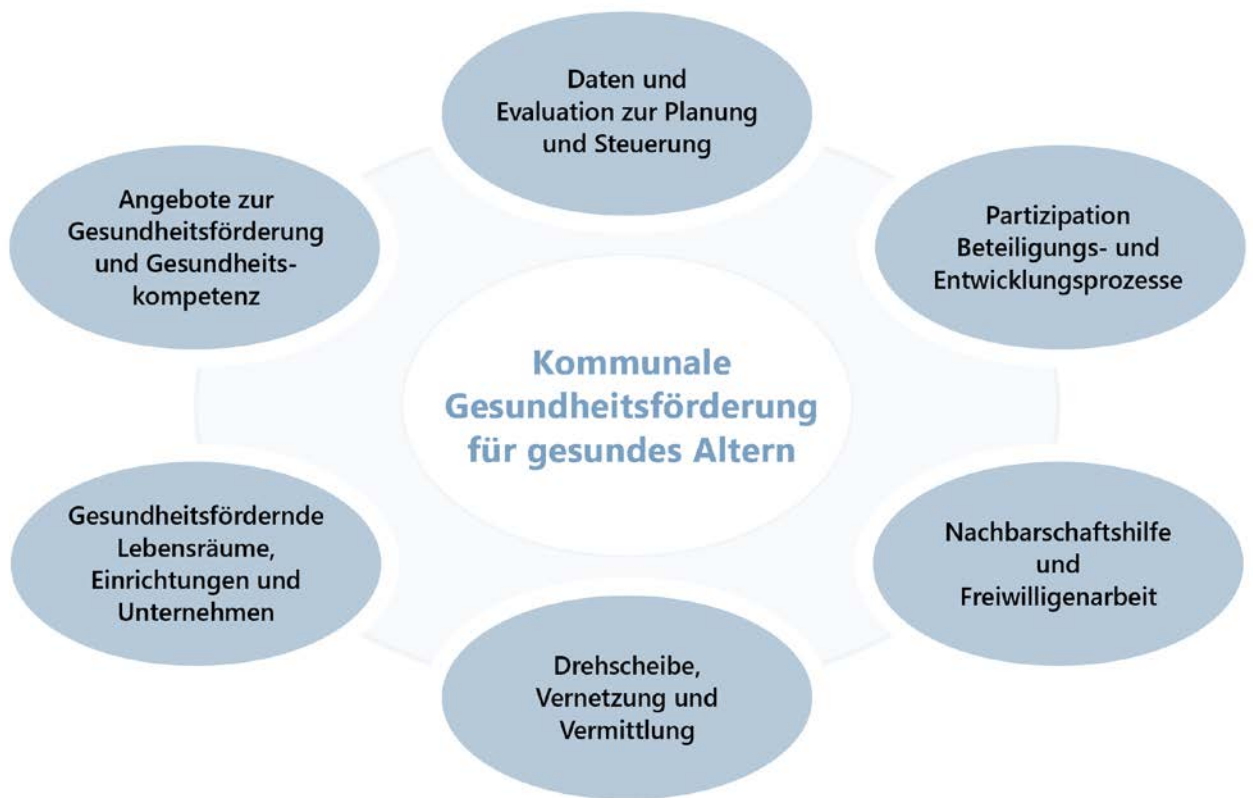 Daten und
Evaluation zur Planung
und Steuerung
Angebote zur
Gesundheitsförderung
und Gesundheits-
kompetenz
Partizipation
Beteiligungs- und
Entwicklungsprozesse
Kommunale
Gesundheitsförderung
für gesundes Altern
Gesundheitsfördernde
Lebensräume,
Einrichtungen und
Unternehmen
Nachbarschaftshilfe
und
Freiwilligenarbeit
Drehscheibe,
Vernetzung und
Vermittlung